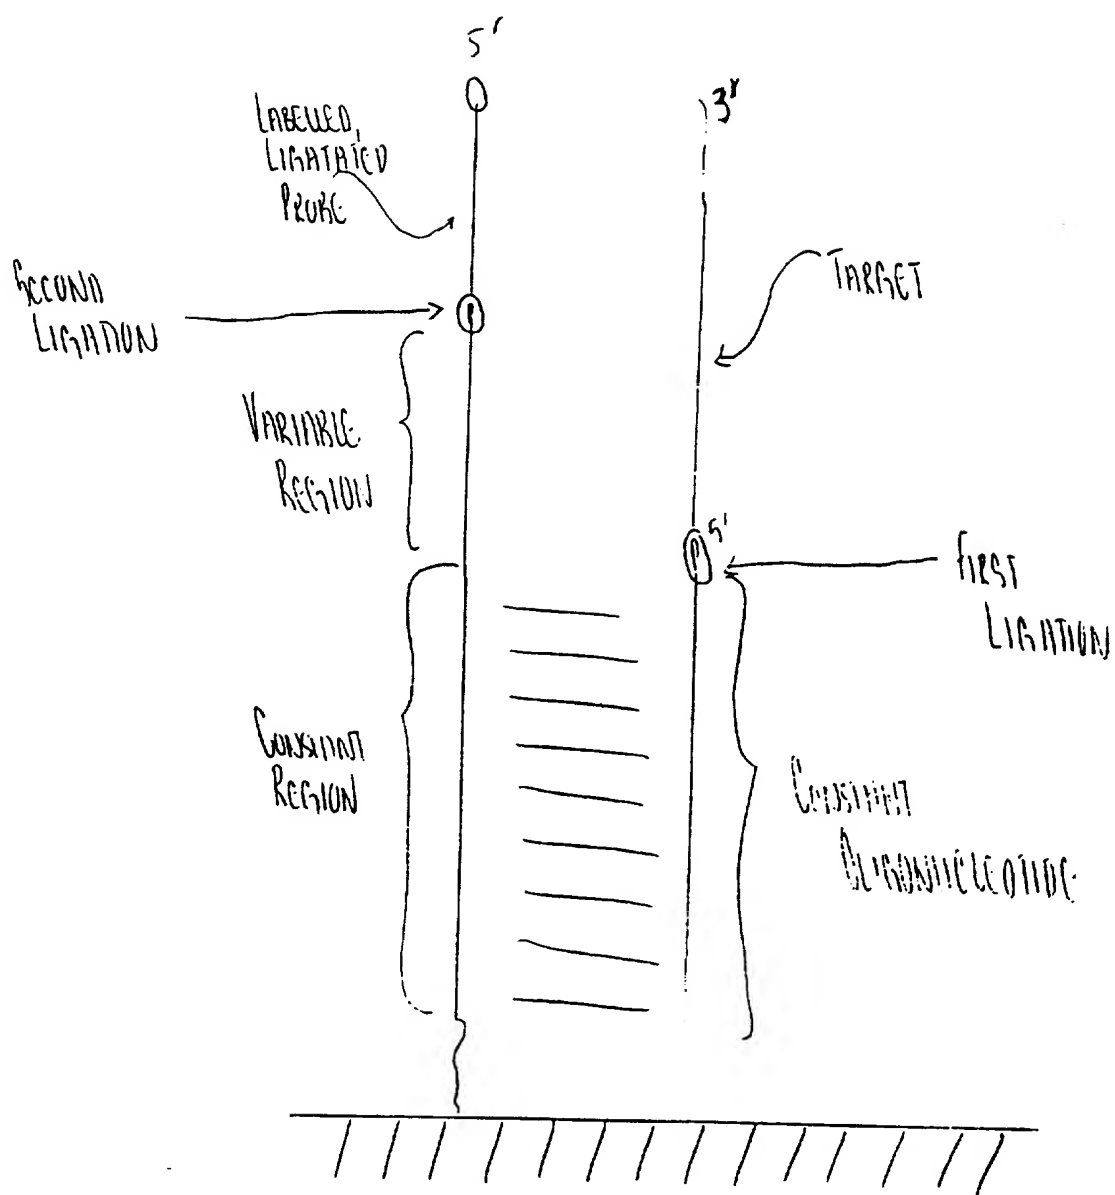 5'
3'
LABELLED,
LIGATATED
PROBE
TARGET
SECOND
LIGATION
VARIABLE
REGION
P
5'
P
FIRST
LIGATION
CONSTANT
REGION
CONSTANT
OLIGONUCLEOTIDE